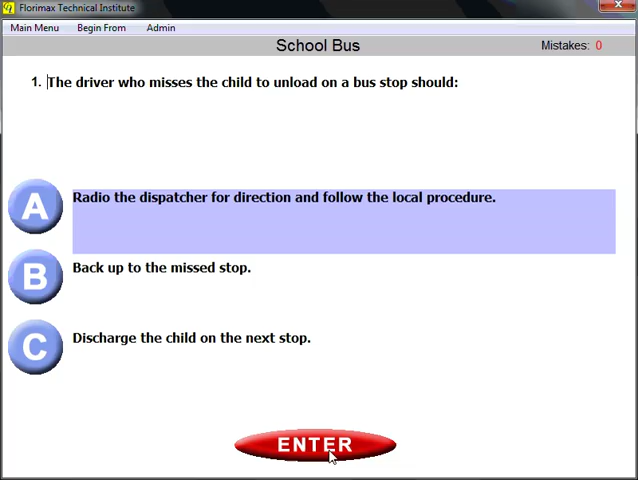 Florimax Technical Institute
Main Menu Begin From Admin
School Bus Mistakes: 0
1. The driver who misses the child to unload on a bus stop should:
A Radio the dispatcher for direction and follow the local procedure.
B Back up to the missed stop.
C Discharge the child on the next stop.
ENTER